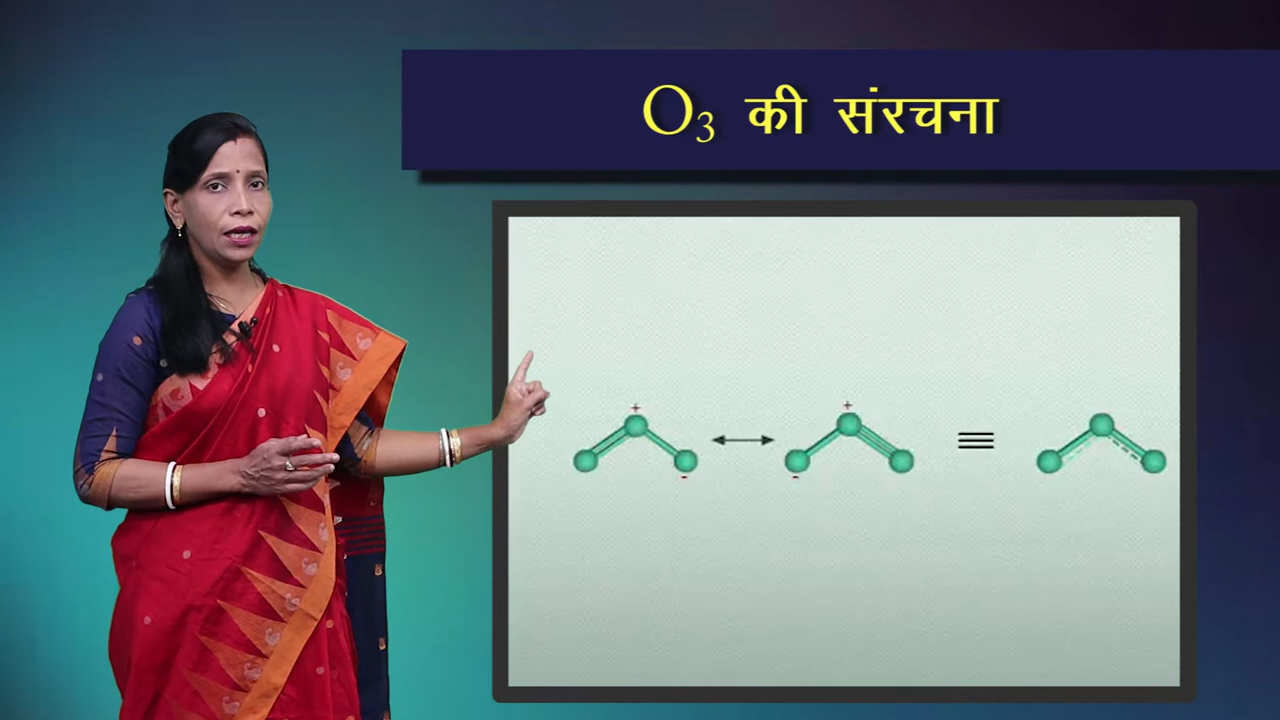 O₃ की संरचना
+ +
- -